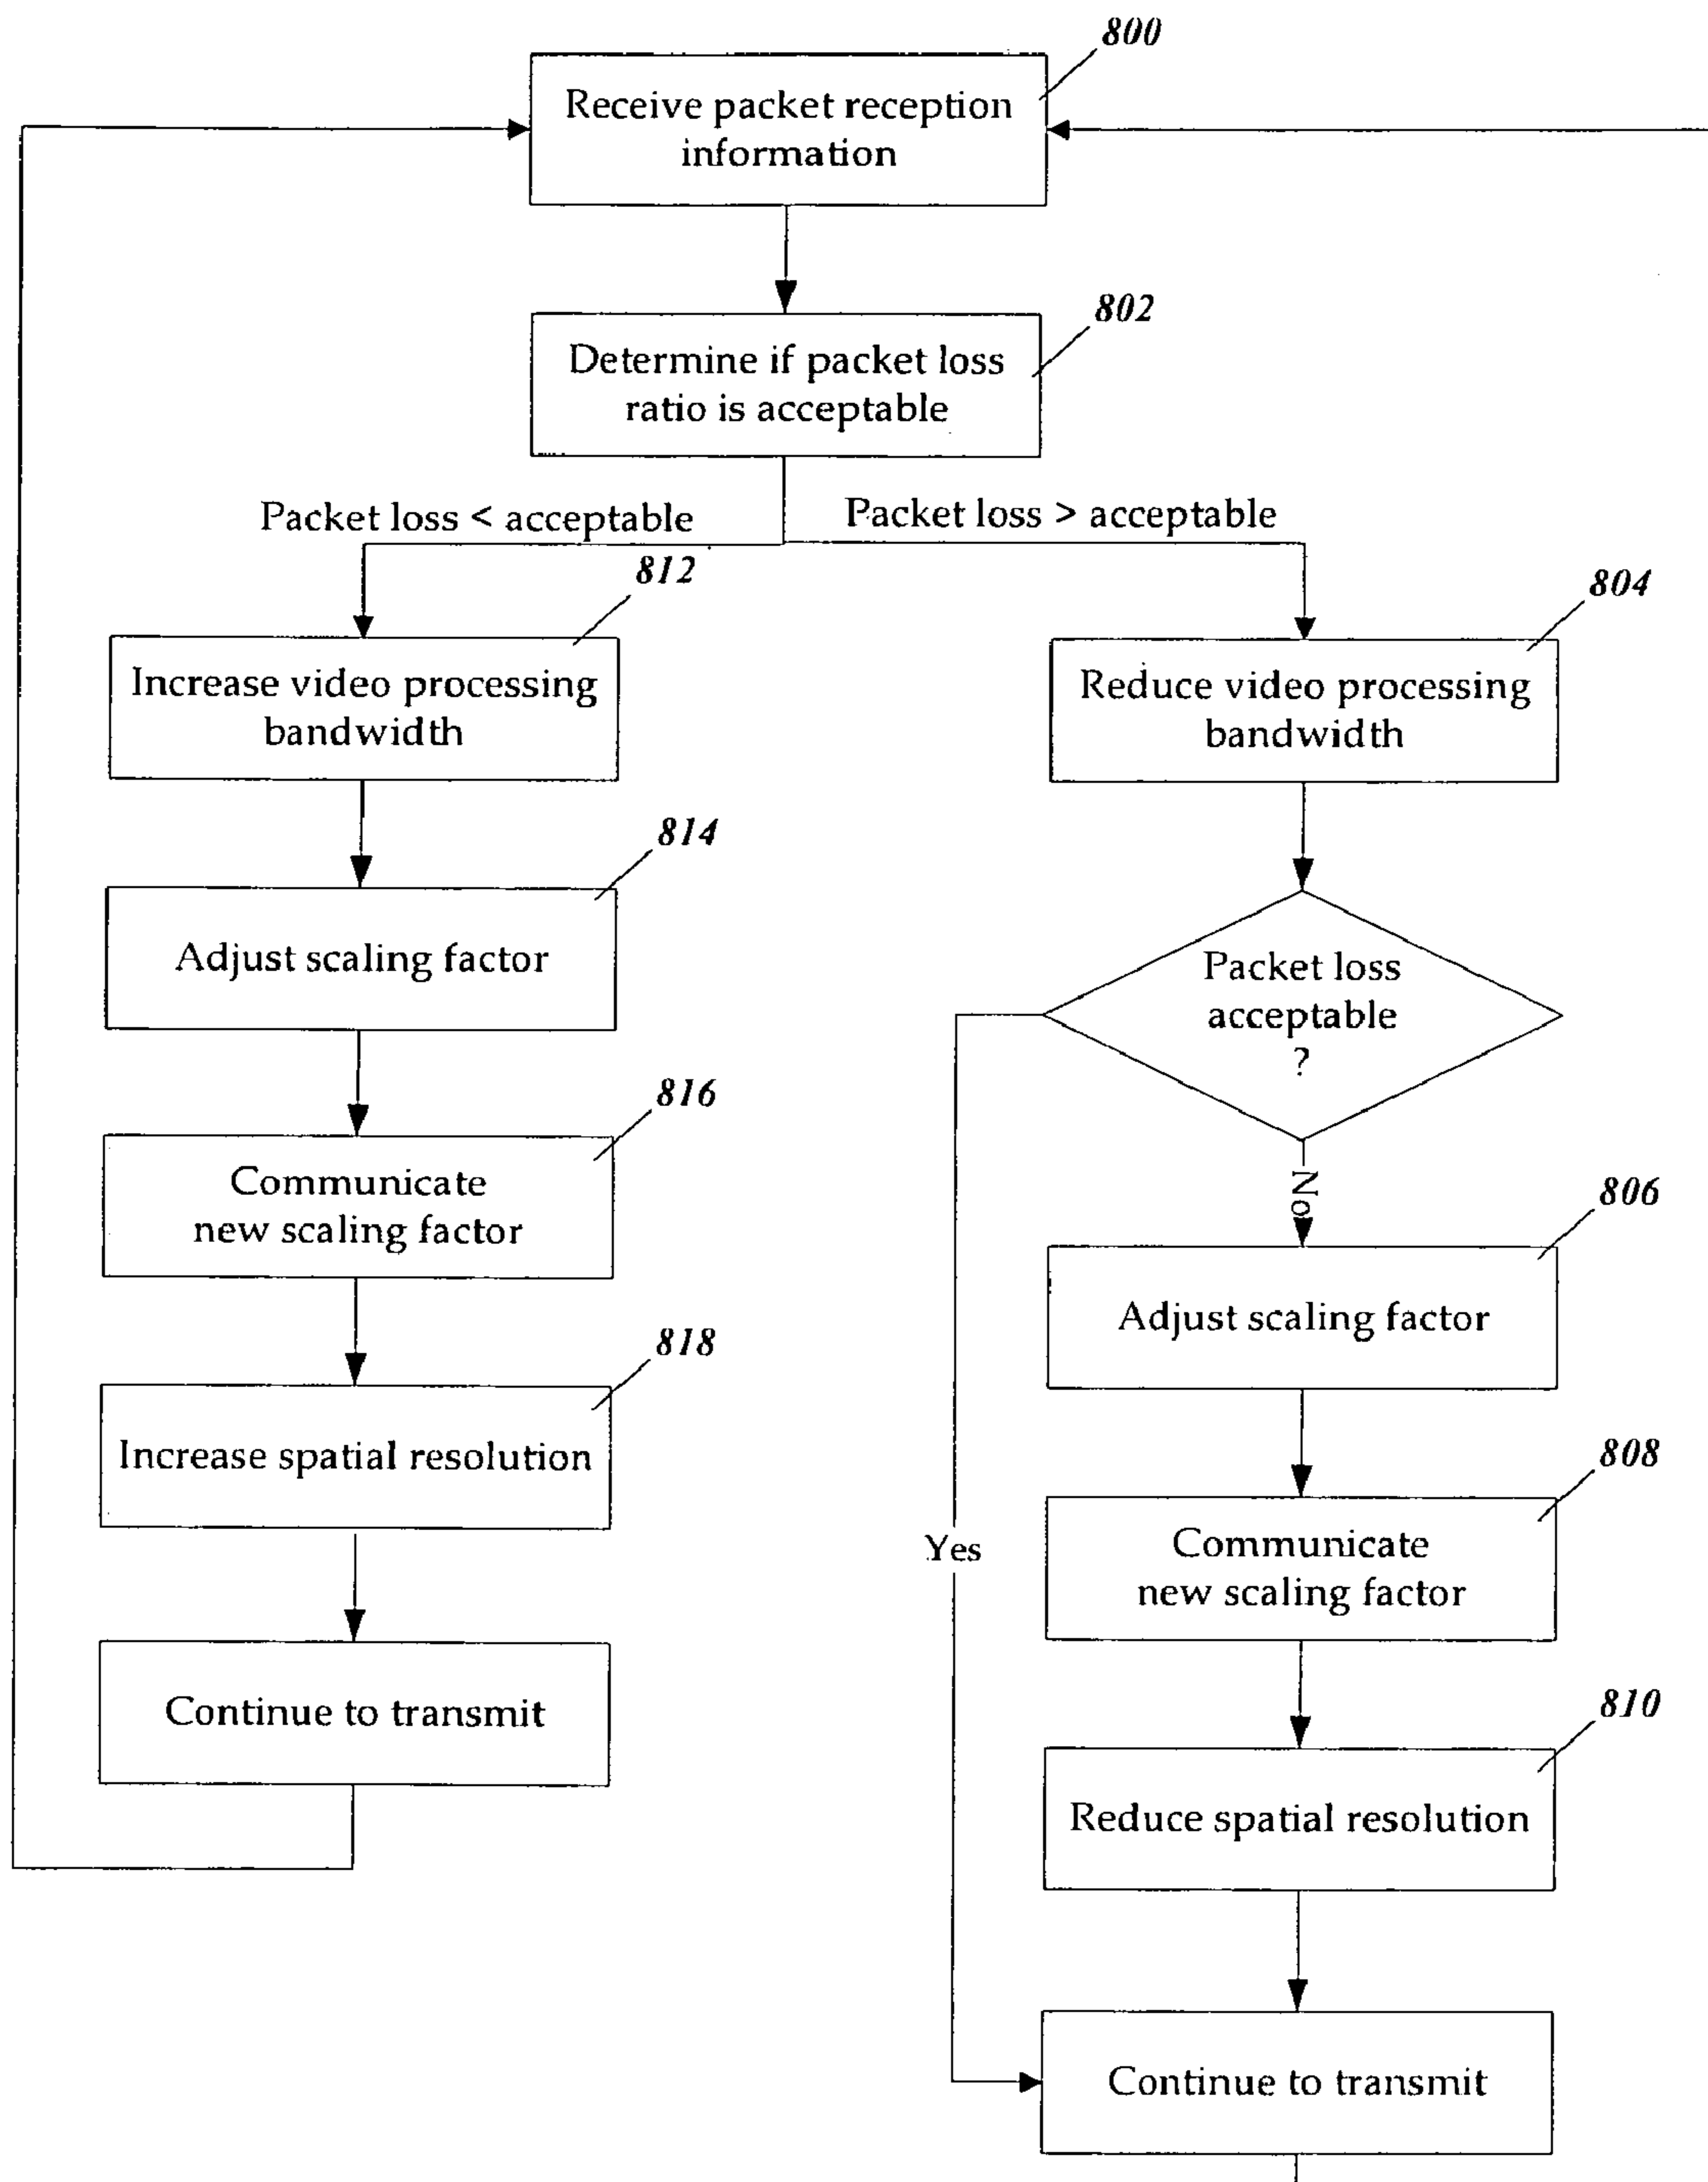 800
Receive packet reception
information
802
Determine if packet loss
ratio is acceptable
Packet loss < acceptable
Packet loss > acceptable
812
Increase video processing
bandwidth
814
Adjust scaling factor
816
Communicate
new scaling factor
818
Increase spatial resolution
Continue to transmit
804
Reduce video processing
bandwidth
Packet loss
acceptable
?
No
806
Adjust scaling factor
808
Communicate
new scaling factor
Yes
810
Reduce spatial resolution
Continue to transmit